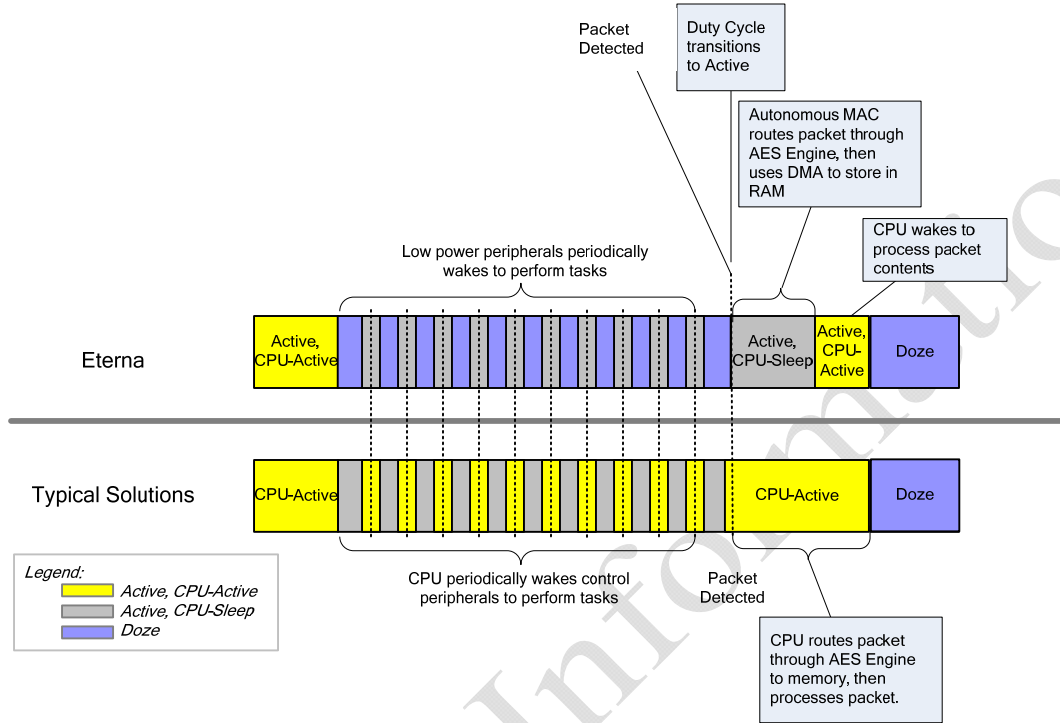 Packet
Detected
Duty Cycle
transitions
to Active
Autonomous MAC
routes packet through
AES Engine, then
uses DMA to store in
RAM
CPU wakes to
process packet
contents
Low power peripherals periodically
wakes to perform tasks
Eterna
Active,
CPU-Active
Active,
CPU-Sleep
Active,
CPU-
Active
Doze
Typical Solutions
CPU-Active
CPU-Active
Doze
CPU periodically wakes control
peripherals to perform tasks
Packet
Detected
Legend:
Active, CPU-Active
Active, CPU-Sleep
Doze
CPU routes packet
through AES Engine
to memory, then
processes packet.
Informatio